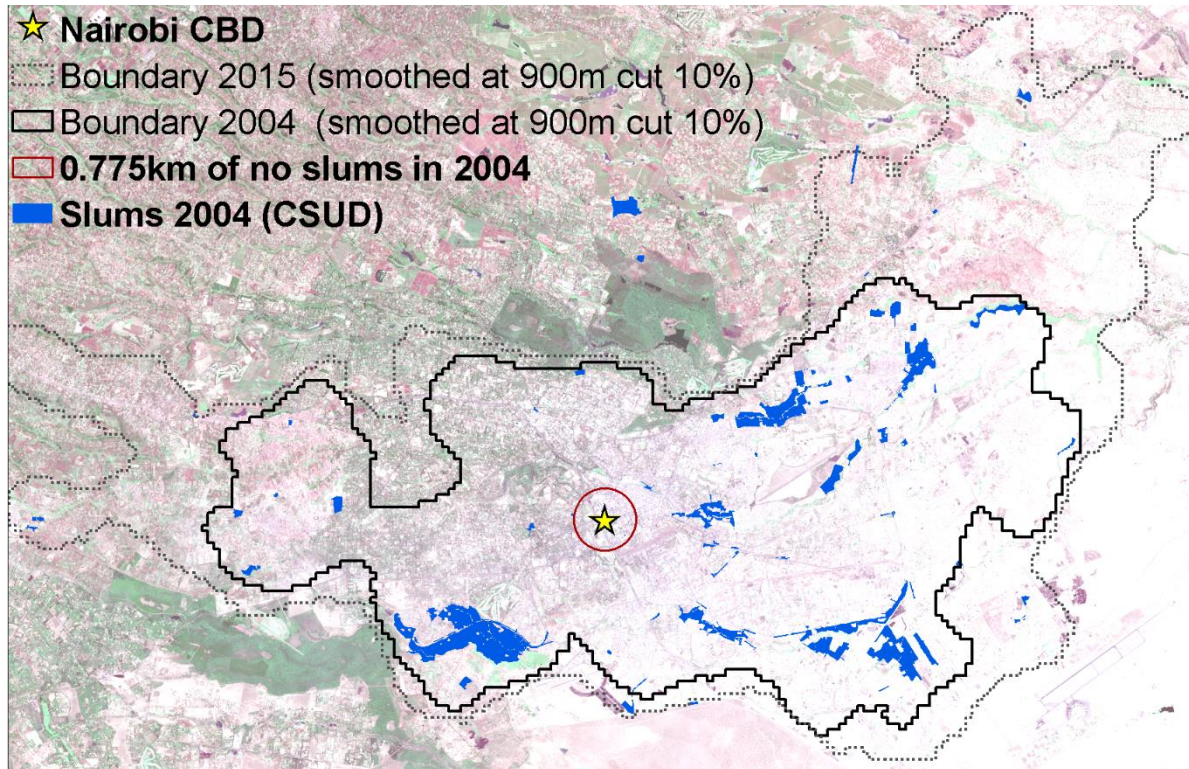 Nairobi CBD
Boundary 2015 (smoothed at 900m cut 10%)
Boundary 2004 (smoothed at 900m cut 10%)
0.775km of no slums in 2004
Slums 2004 (CSUD)